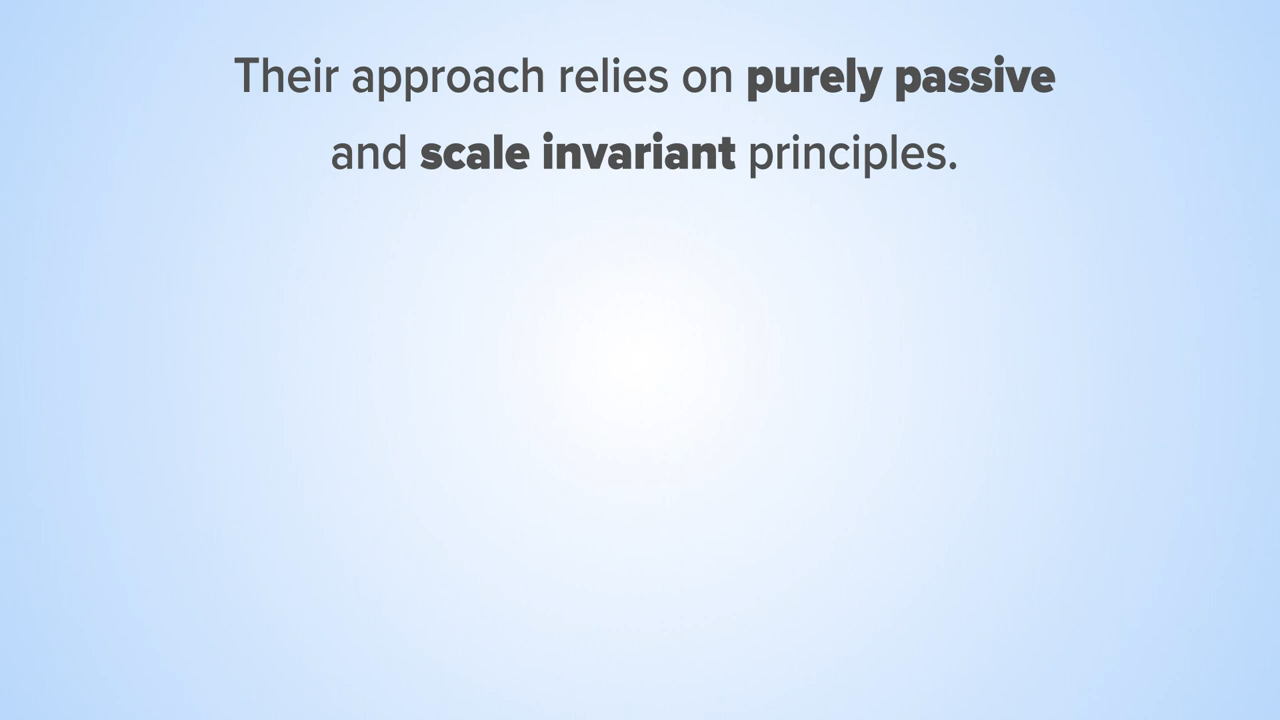 Their approach relies on purely passive
and scale invariant principles.